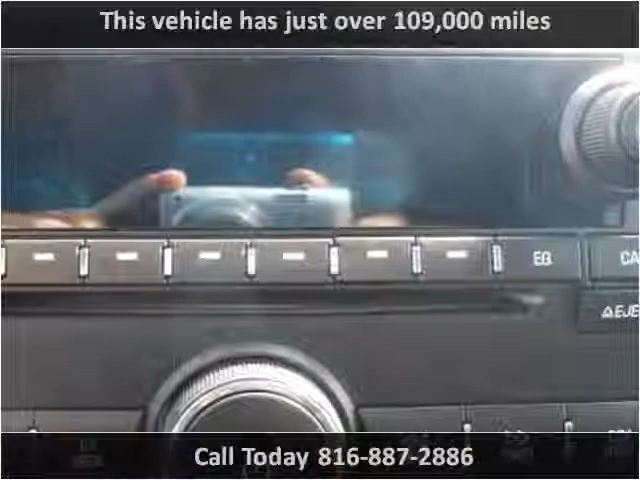 This vehicle has just over 109,000 miles
EQ
Call Today 816-887-2886